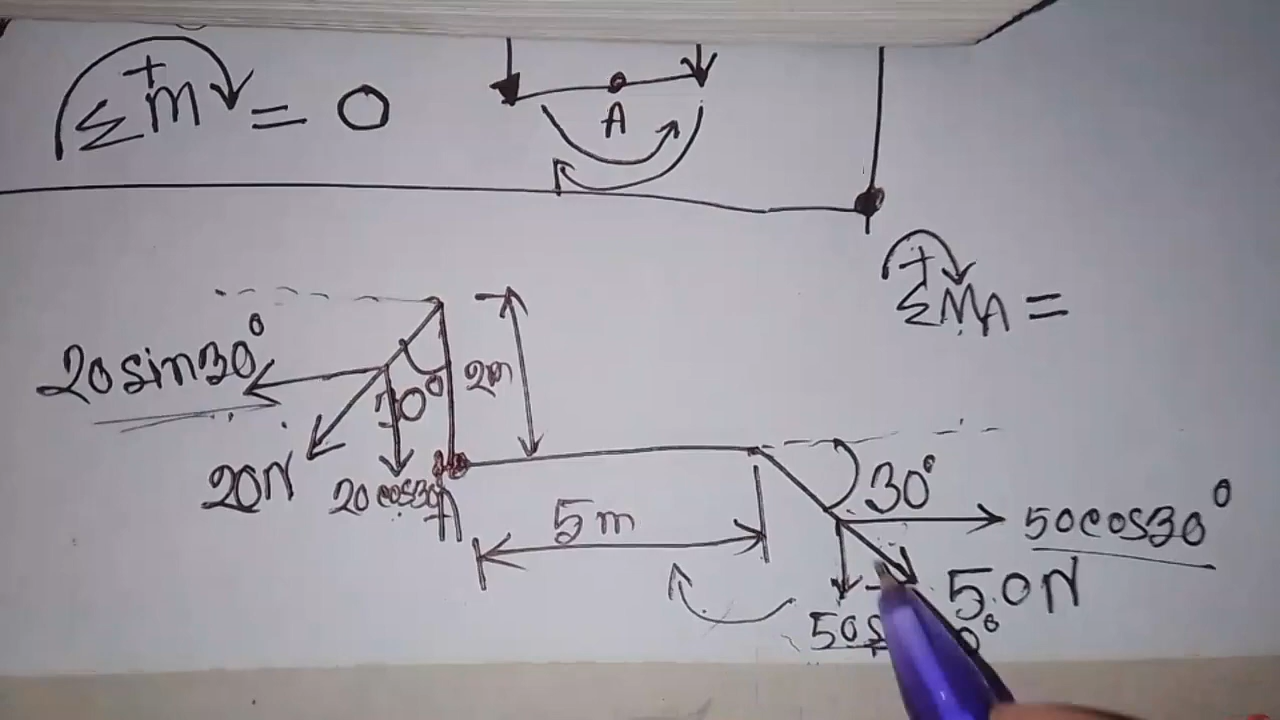 +
ΣM = 0
A
+
ΣMA =
20sin30°
30°
2m
20N
20cos30
A
5m
30°
50cos30°
50N